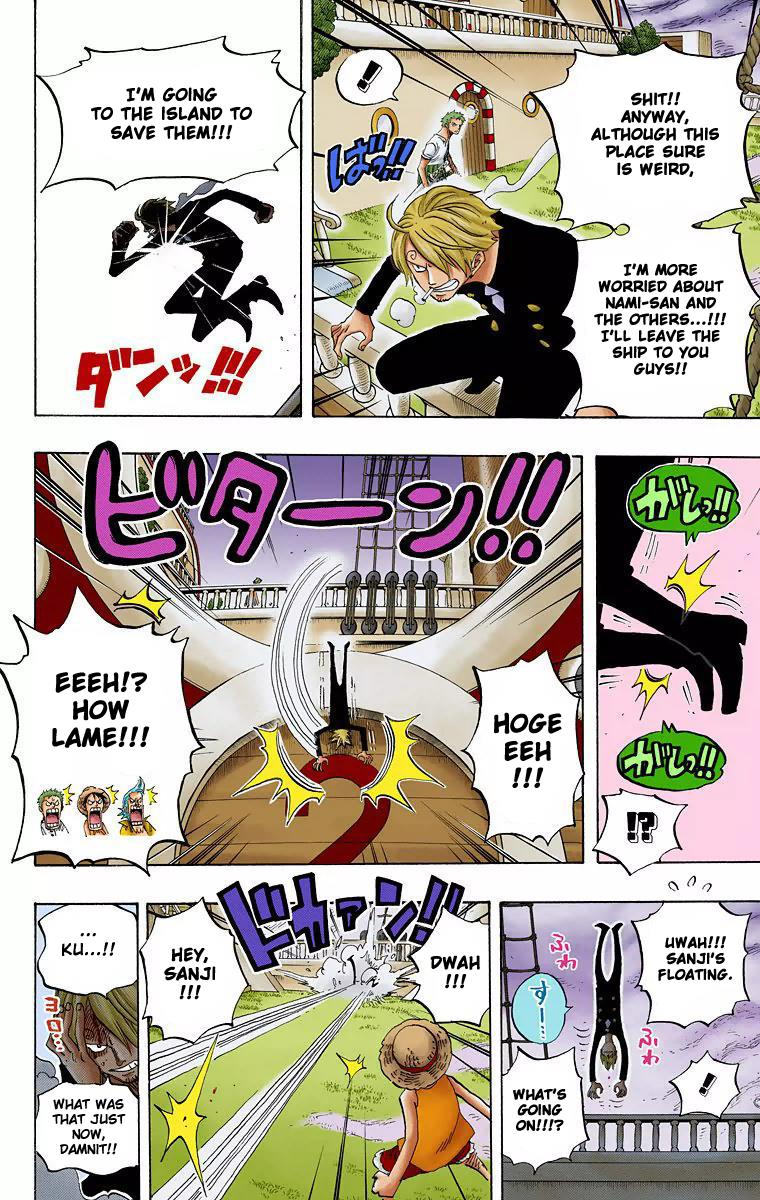 !
SHIT!!
ANYWAY,
ALTHOUGH THIS
PLACE SURE
IS WEIRD,
ばっ!!
I'M MORE
WORRIED ABOUT
NAMI-SAN AND
THE OTHERS...!!!
I'LL LEAVE THE
SHIP TO YOU
GUYS!!
I'M GOING
TO THE ISLAND TO
SAVE THEM!!!
ダンッ!!!
がしっ!!
がしっ!!
!?
ビターン!!
HOGE
EEH
!!!
EEEH!?
HOW
LAME!!!
UWAH!!!
SANJI'S
FLOATING.
ふわ
ふわ
すー…
!
WHAT'S
GOING
ON!!!?
ドカァン!!
DWAH
!!!
HEY,
SANJI
!!!
...
KU...!!
ヨロ…
WHAT WAS
THAT JUST
NOW,
DAMNIT!!